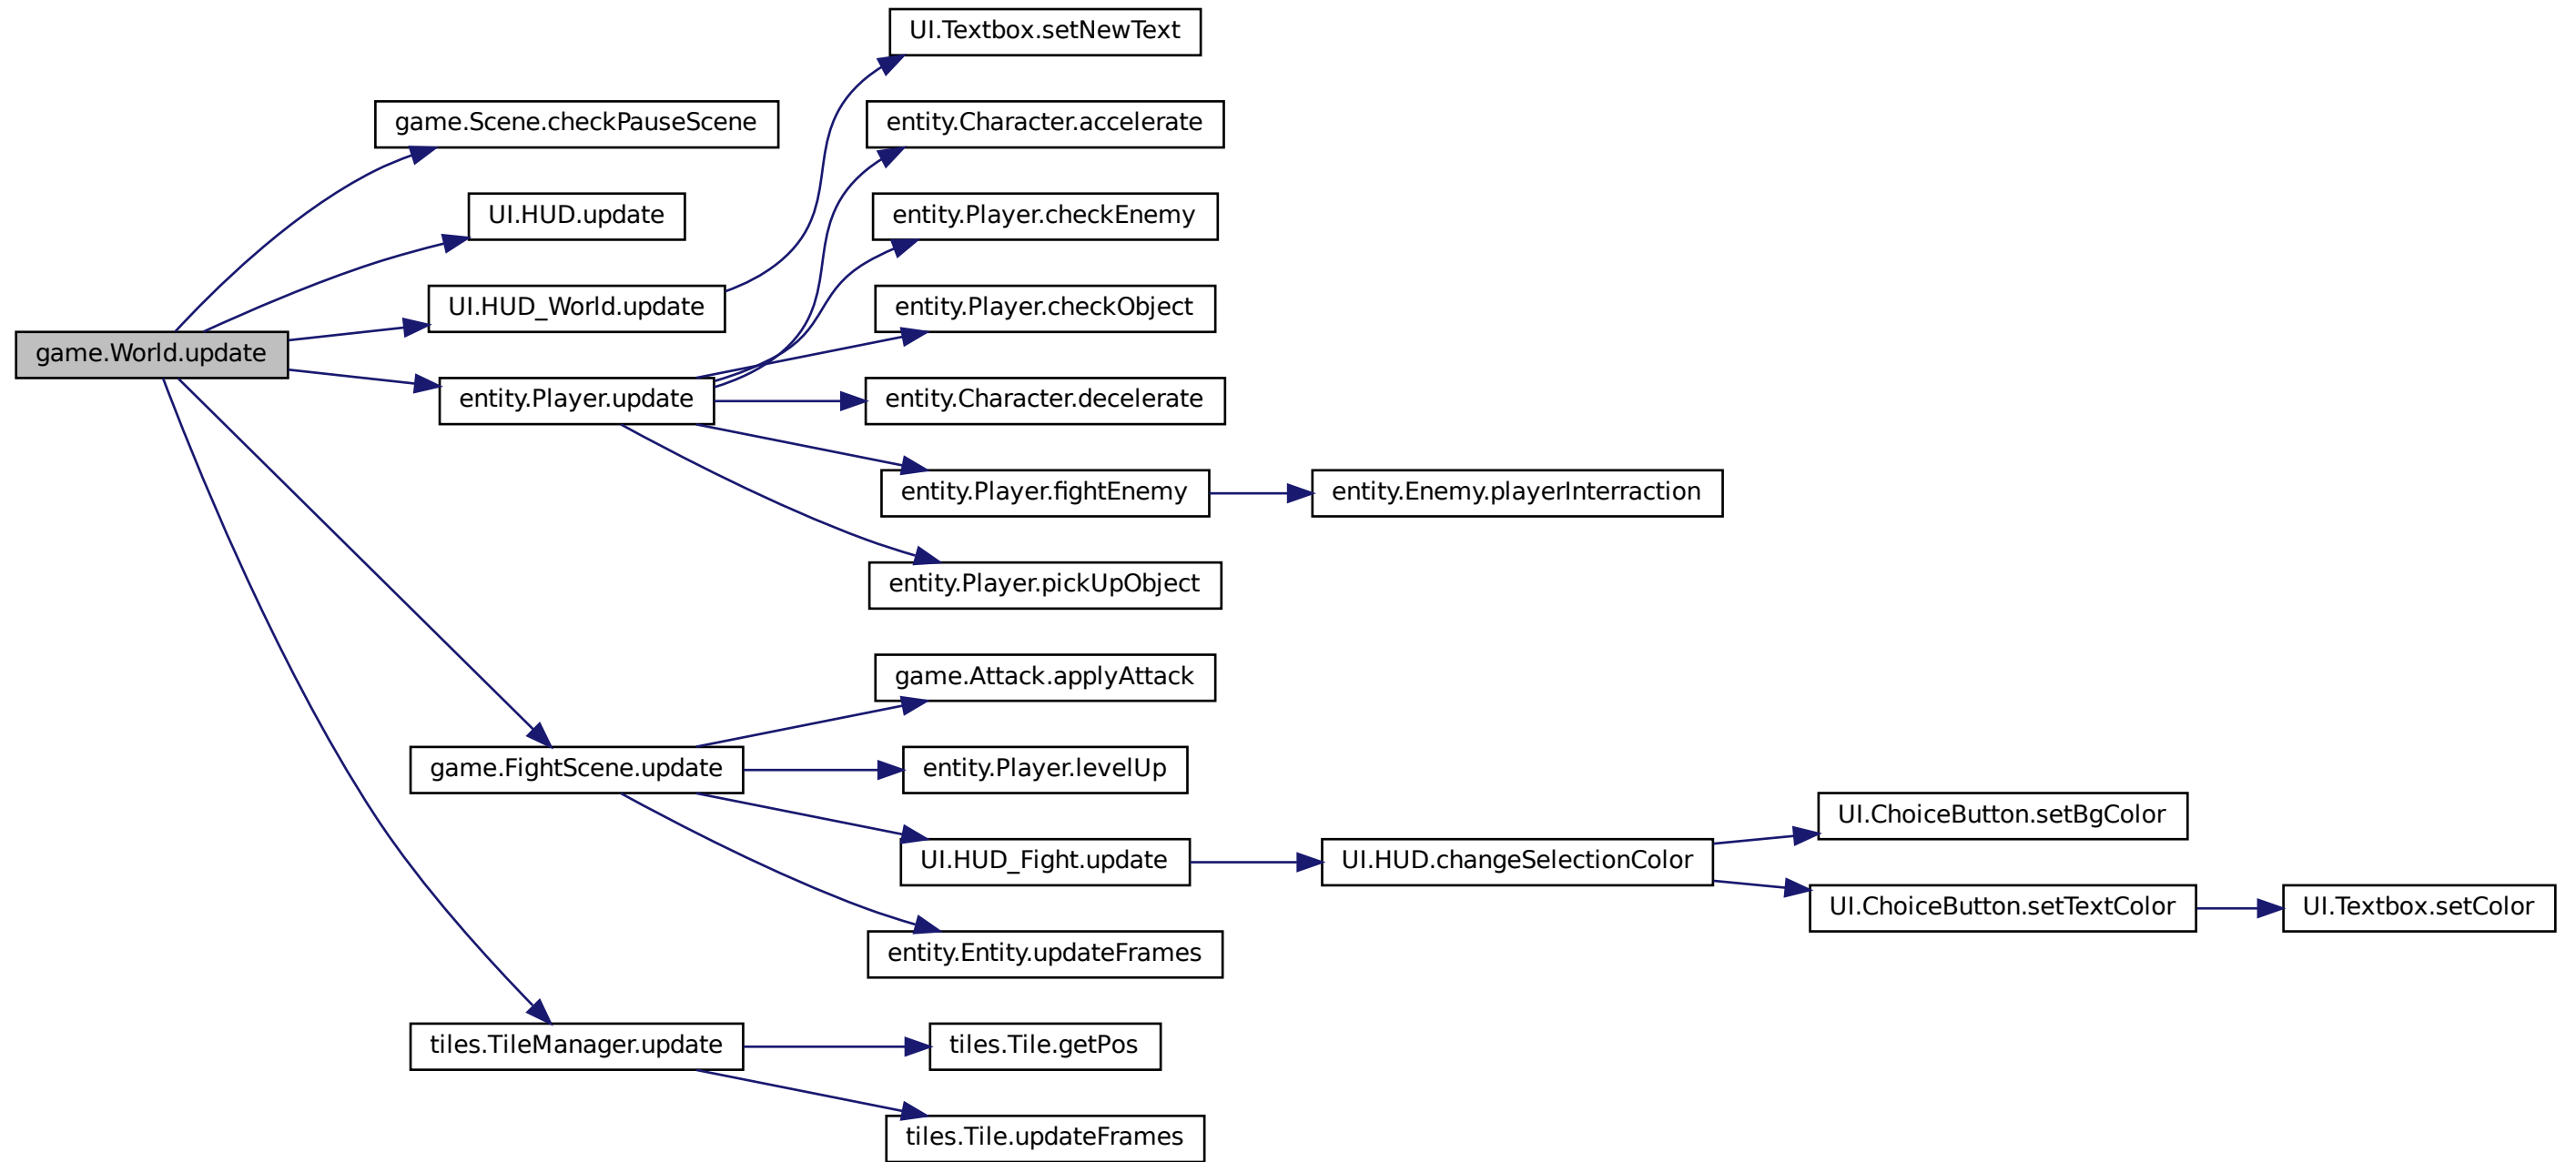 UI.Textbox.setNewText
game.Scene.checkPauseScene
entity.Character.accelerate
UI.HUD.update
entity.Player.checkEnemy
UI.HUD_World.update
entity.Player.checkObject
game.World.update
entity.Player.update
entity.Character.decelerate
entity.Player.fightEnemy
entity.Enemy.playerInterraction
entity.Player.pickUpObject
game.Attack.applyAttack
game.FightScene.update
entity.Player.levelUp
UI.ChoiceButton.setBgColor
UI.HUD_Fight.update
UI.HUD.changeSelectionColor
UI.ChoiceButton.setTextColor
UI.Textbox.setColor
entity.Entity.updateFrames
tiles.TileManager.update
tiles.Tile.getPos
tiles.Tile.updateFrames